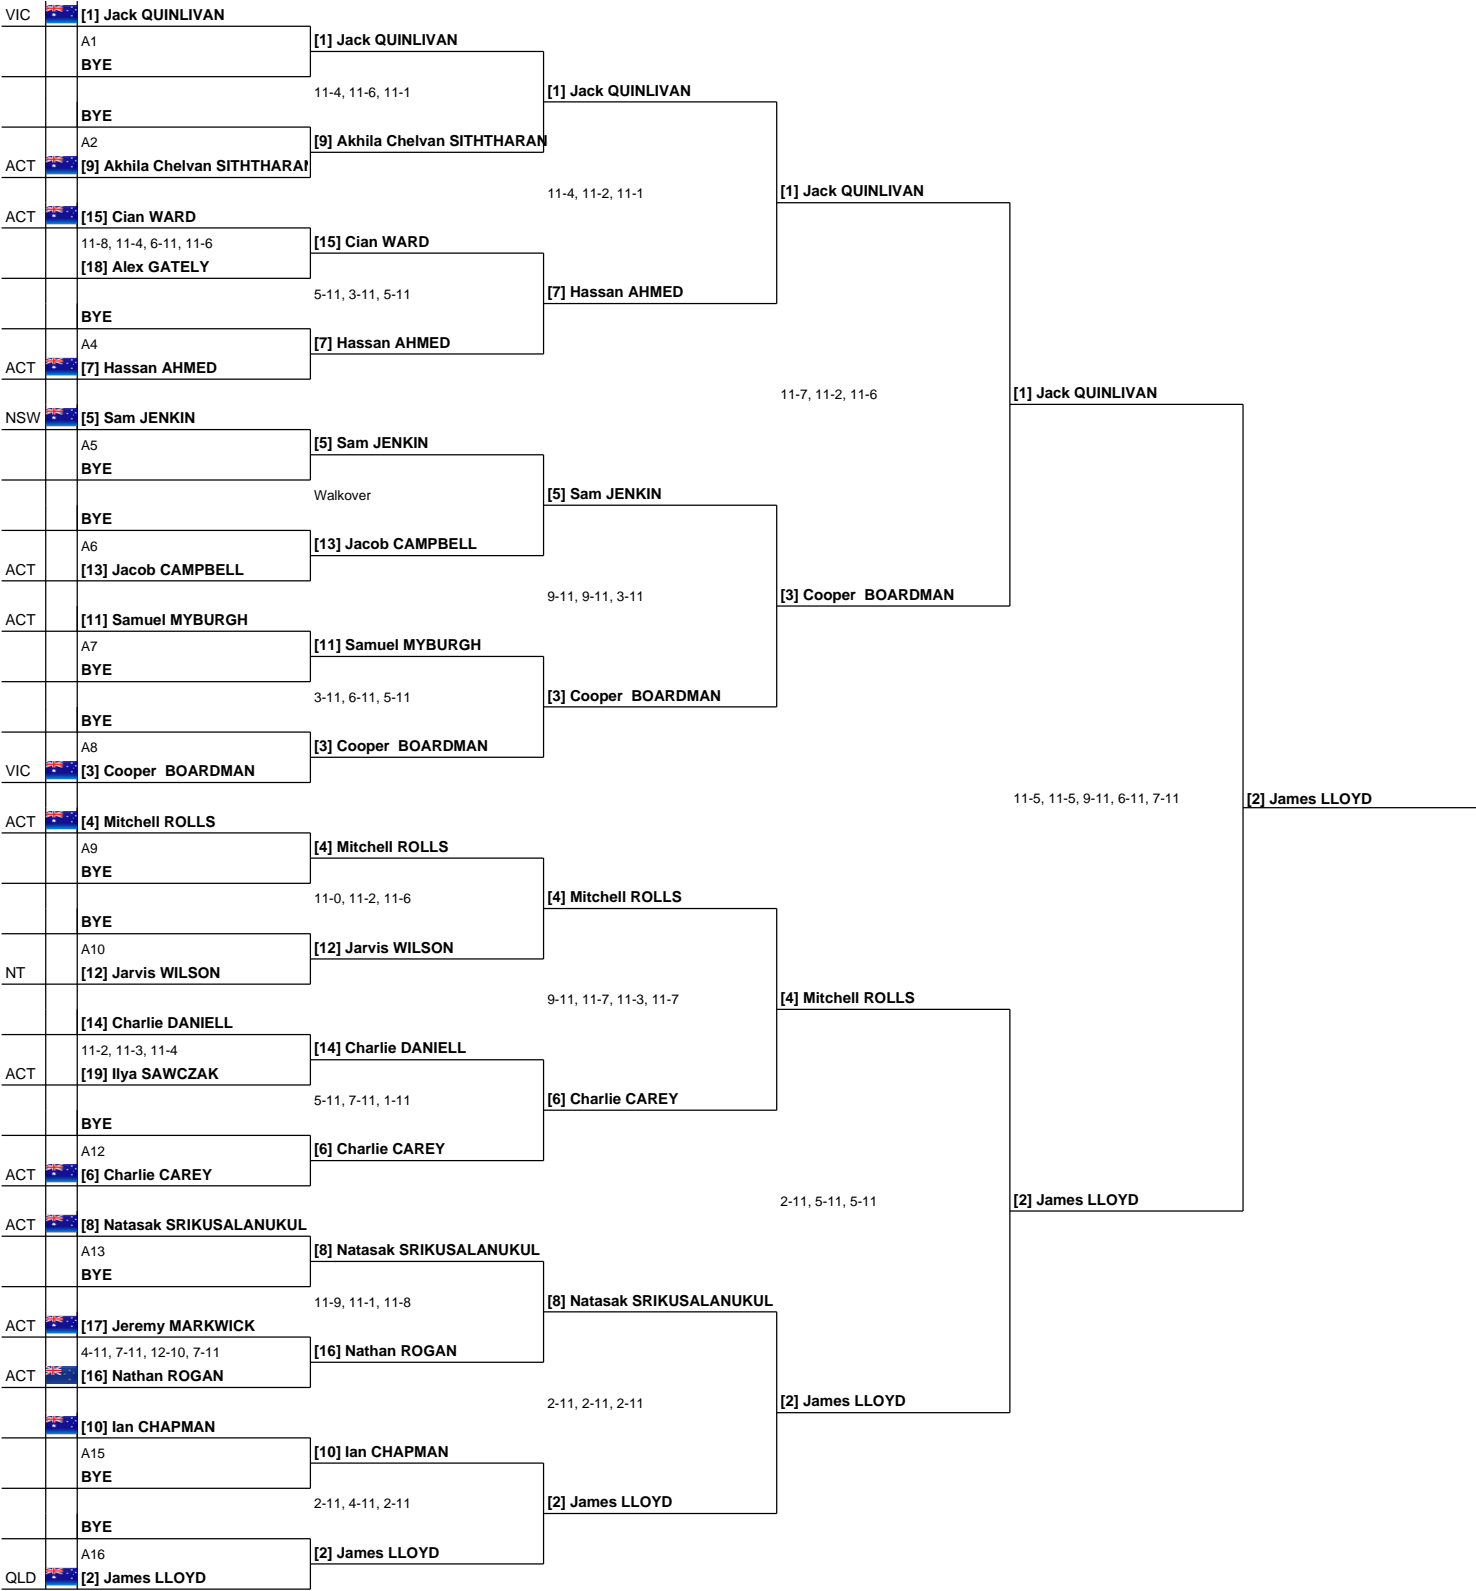 VIC [1] Jack QUINLIVAN
A1 [1] Jack QUINLIVAN
BYE
11-4, 11-6, 11-1 [1] Jack QUINLIVAN
BYE
A2 [9] Akhila Chelvan SITHTHARAN
ACT [9] Akhila Chelvan SITHTHARAN
11-4, 11-2, 11-1 [1] Jack QUINLIVAN
ACT [15] Cian WARD
11-8, 11-4, 6-11, 11-6 [15] Cian WARD
[18] Alex GATELY
5-11, 3-11, 5-11 [7] Hassan AHMED
BYE
A4 [7] Hassan AHMED
ACT [7] Hassan AHMED
11-7, 11-2, 11-6 [1] Jack QUINLIVAN
NSW [5] Sam JENKIN
A5 [5] Sam JENKIN
BYE
Walkover [5] Sam JENKIN
BYE
A6 [13] Jacob CAMPBELL
ACT [13] Jacob CAMPBELL
9-11, 9-11, 3-11 [3] Cooper BOARDMAN
ACT [11] Samuel MYBURGH
A7 [11] Samuel MYBURGH
BYE
3-11, 6-11, 5-11 [3] Cooper BOARDMAN
BYE
A8 [3] Cooper BOARDMAN
VIC [3] Cooper BOARDMAN
11-5, 11-5, 9-11, 6-11, 7-11 [2] James LLOYD
ACT [4] Mitchell ROLLS
A9 [4] Mitchell ROLLS
BYE
11-0, 11-2, 11-6 [4] Mitchell ROLLS
BYE
A10 [12] Jarvis WILSON
NT [12] Jarvis WILSON
9-11, 11-7, 11-3, 11-7 [4] Mitchell ROLLS
[14] Charlie DANIELL
11-2, 11-3, 11-4 [14] Charlie DANIELL
ACT [19] Ilya SAWCZAK
5-11, 7-11, 1-11 [6] Charlie CAREY
BYE
A12 [6] Charlie CAREY
ACT [6] Charlie CAREY
2-11, 5-11, 5-11 [2] James LLOYD
ACT [8] Natasak SRIKUSALANUKUL
A13 [8] Natasak SRIKUSALANUKUL
BYE
11-9, 11-1, 11-8 [8] Natasak SRIKUSALANUKUL
ACT [17] Jeremy MARKWICK
4-11, 7-11, 12-10, 7-11 [16] Nathan ROGAN
ACT [16] Nathan ROGAN
2-11, 2-11, 2-11 [2] James LLOYD
[10] Ian CHAPMAN
A15 [10] Ian CHAPMAN
BYE
2-11, 4-11, 2-11 [2] James LLOYD
BYE
A16 [2] James LLOYD
QLD [2] James LLOYD